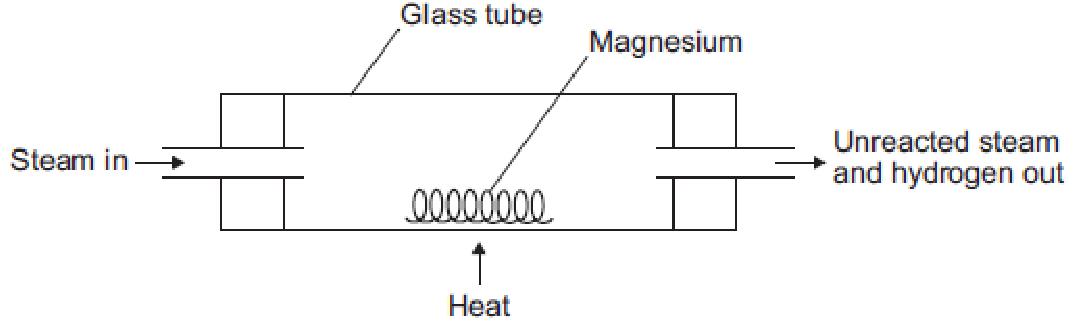 Glass tube
Magnesium
Steam in
Unreacted steam
and hydrogen out
Heat